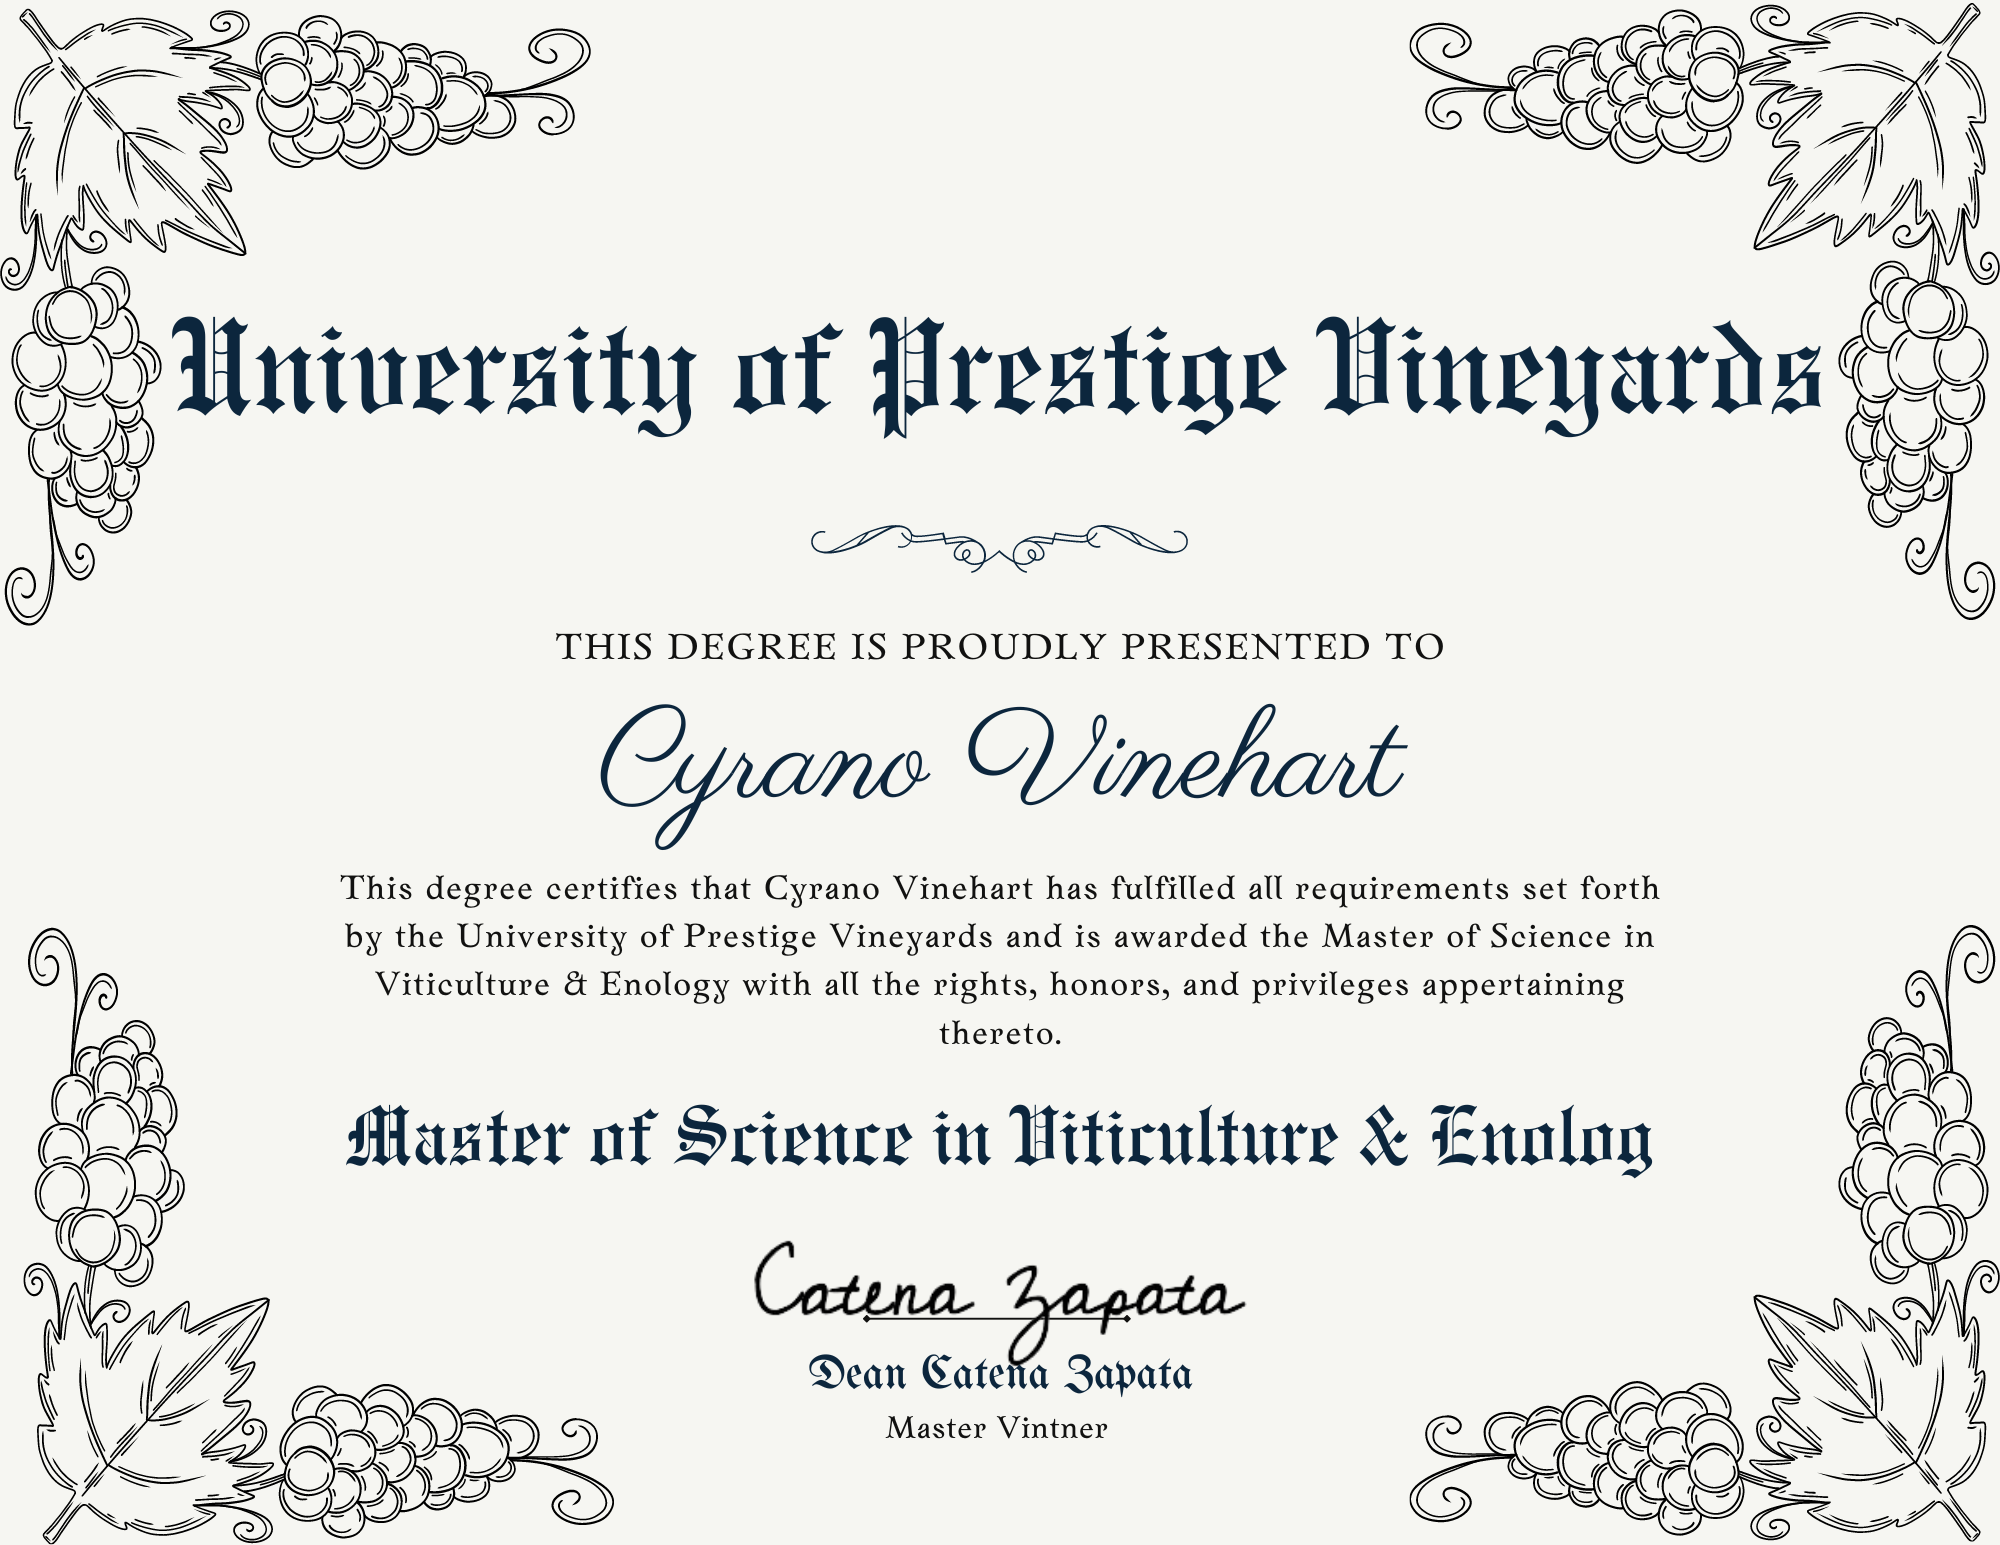 University of Prestige Vineyards
THIS DEGREE IS PROUDLY PRESENTED TO
Cyrano Vinehart
This degree certifies that Cyrano Vinehart has fulfilled all requirements set forth
by the University of Prestige Vineyards and is awarded the Master of Science in
Viticulture & Enology with all the rights, honors, and privileges appertaining
thereto.
Master of Science in Viticulture & Enolog
Catena Zapata
Dean Catena Zapata
Master Vintner